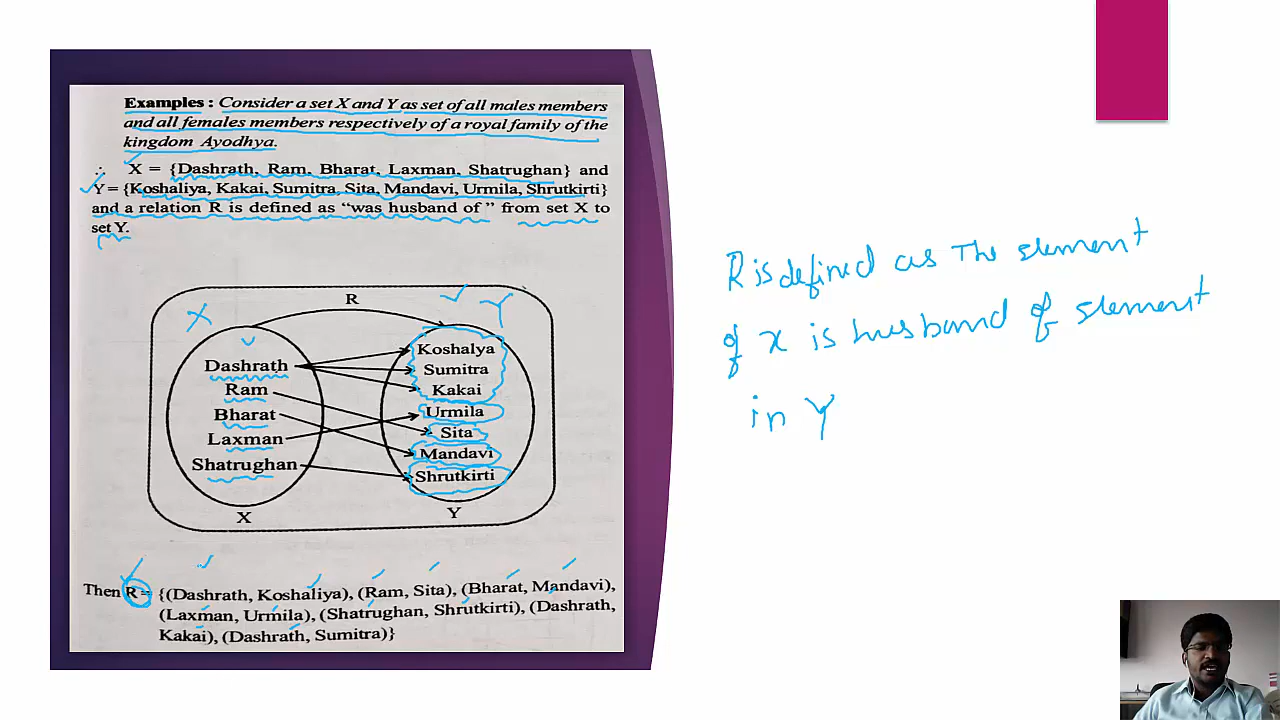 Examples : Consider a set X and Y as set of all males members
and all females members respectively of a royal family of the
kingdom Ayodhya.
∴ X = {Dashrath, Ram, Bharat, Laxman, Shatrughan} and
Y = {Koshaliya, Kakai, Sumitra, Sita, Mandavi, Urmila, Shrutkirti}
and a relation R is defined as “was husband of” from set X to
set Y.
R
X Y
Dashrath
Ram
Bharat
Laxman
Shatrughan
X
Koshalya
Sumitra
Kakai
Urmila
Sita
Mandavi
Shrutkirti
Y
Then R = {(Dashrath, Koshaliya), (Ram, Sita), (Bharat, Mandavi),
(Laxman, Urmila), (Shatrughan, Shrutkirti), (Dashrath,
Kakai), (Dashrath, Sumitra)}
R is defined as The element
of x is husband of element
in Y